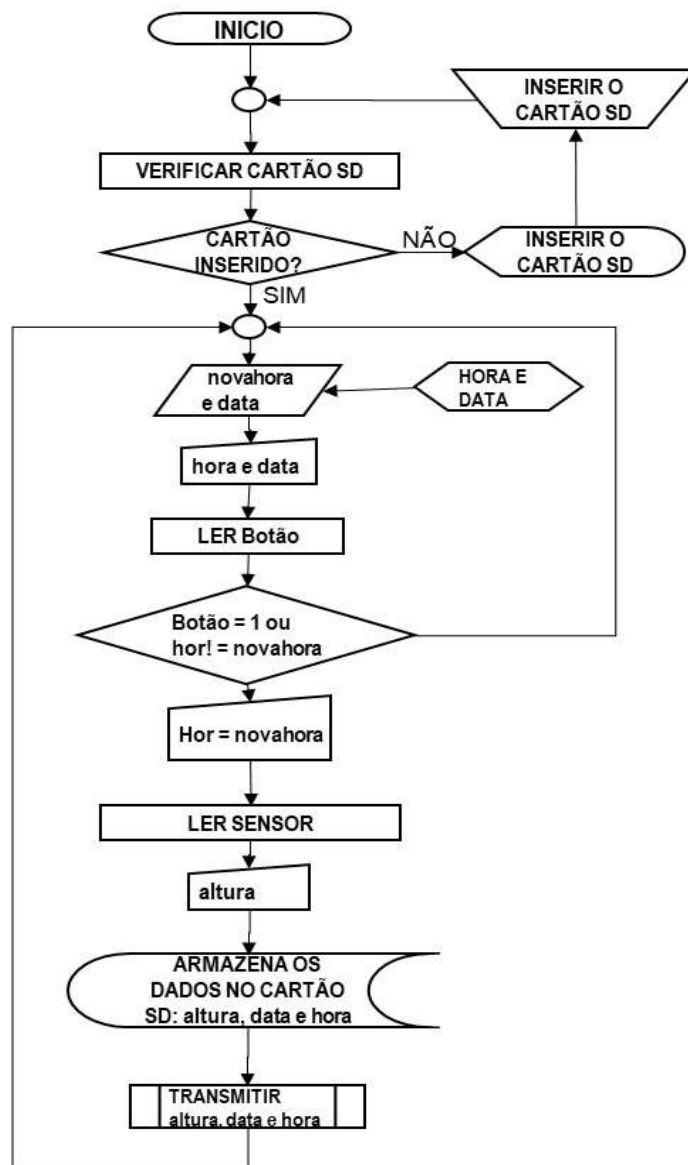 INICIO
INSERIR O
CARTÃO SD
VERIFICAR CARTÃO SD
CARTÃO
INSERIDO?
NÃO
INSERIR O
CARTÃO SD
SIM
novahora
e data
HORA E
DATA
hora e data
LER Botão
Botão = 1 ou
hor! = novahora
Hor = novahora
LER SENSOR
altura
ARMAZENA OS
DADOS NO CARTÃO
SD: altura, data e hora
TRANSMITIR
altura, data e hora